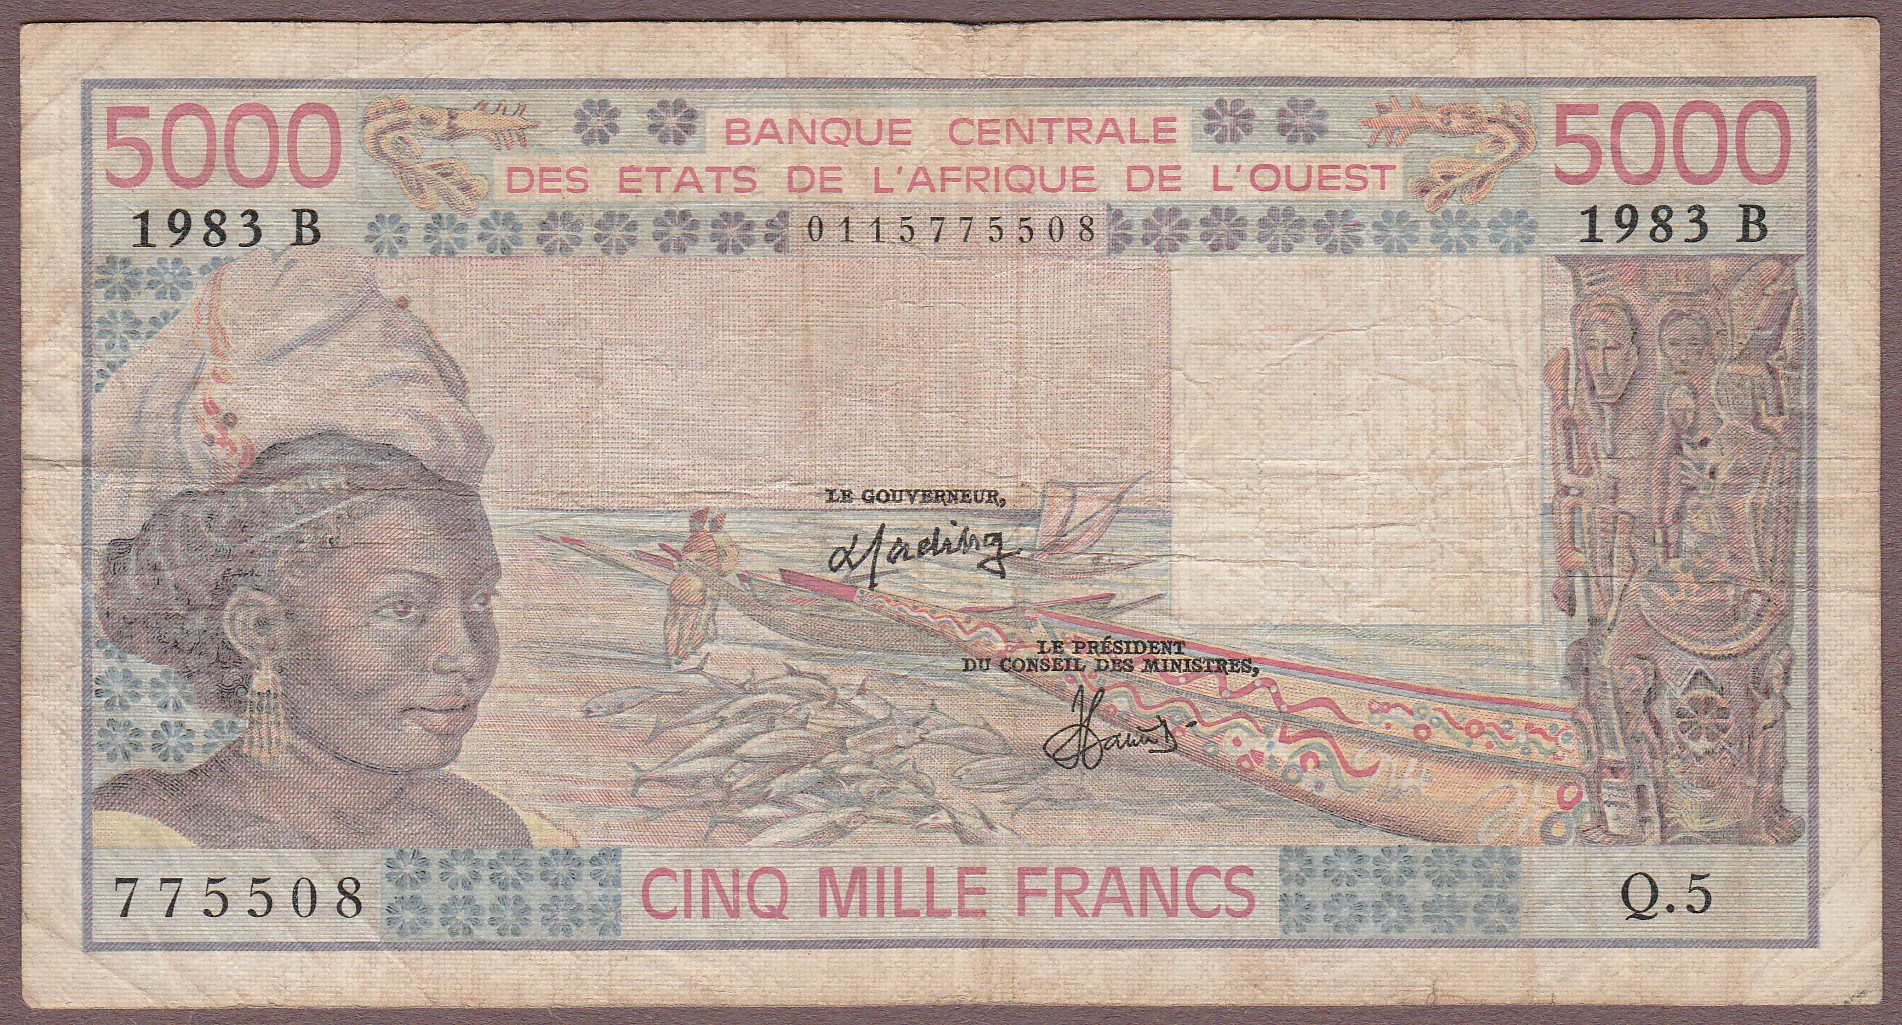 5000
BANQUE CENTRALE
DES ÉTATS DE L'AFRIQUE DE L'OUEST
5000
1983 B
0115775508
1983 B
LE GOUVERNEUR,
LE PRÉSIDENT
DU CONSEIL DES MINISTRES,
775508
CINQ MILLE FRANCS
Q.5